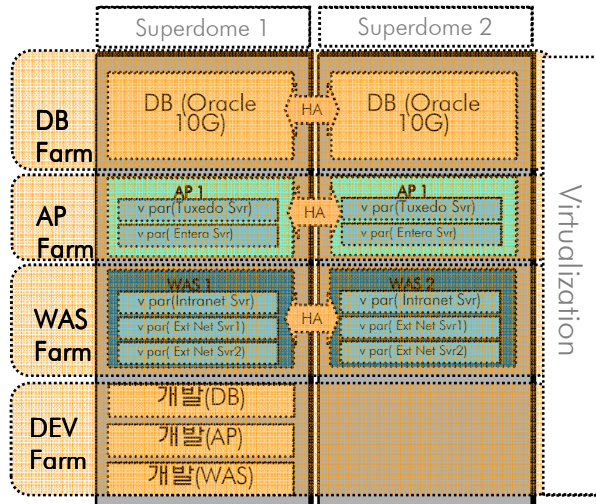 Superdome 1
Superdome 2
DB
Farm
DB (Oracle
10G)
HA
DB (Oracle
10G)
AP
Farm
AP 1
v par(Tuxedo Svr)
v par( Entera Svr)
HA
AP 1
v par(Tuxedo Svr)
v par( Entera Svr)
WAS
Farm
WAS 1
v par(Intranet Svr)
v par( Ext Net Svr1)
v par( Ext Net Svr2)
HA
WAS 2
v par( Intranet Svr)
v par( Ext Net Svr1)
v par( Ext Net Svr2)
DEV
Farm
개발(DB)
개발(AP)
개발(WAS)
Virtualization